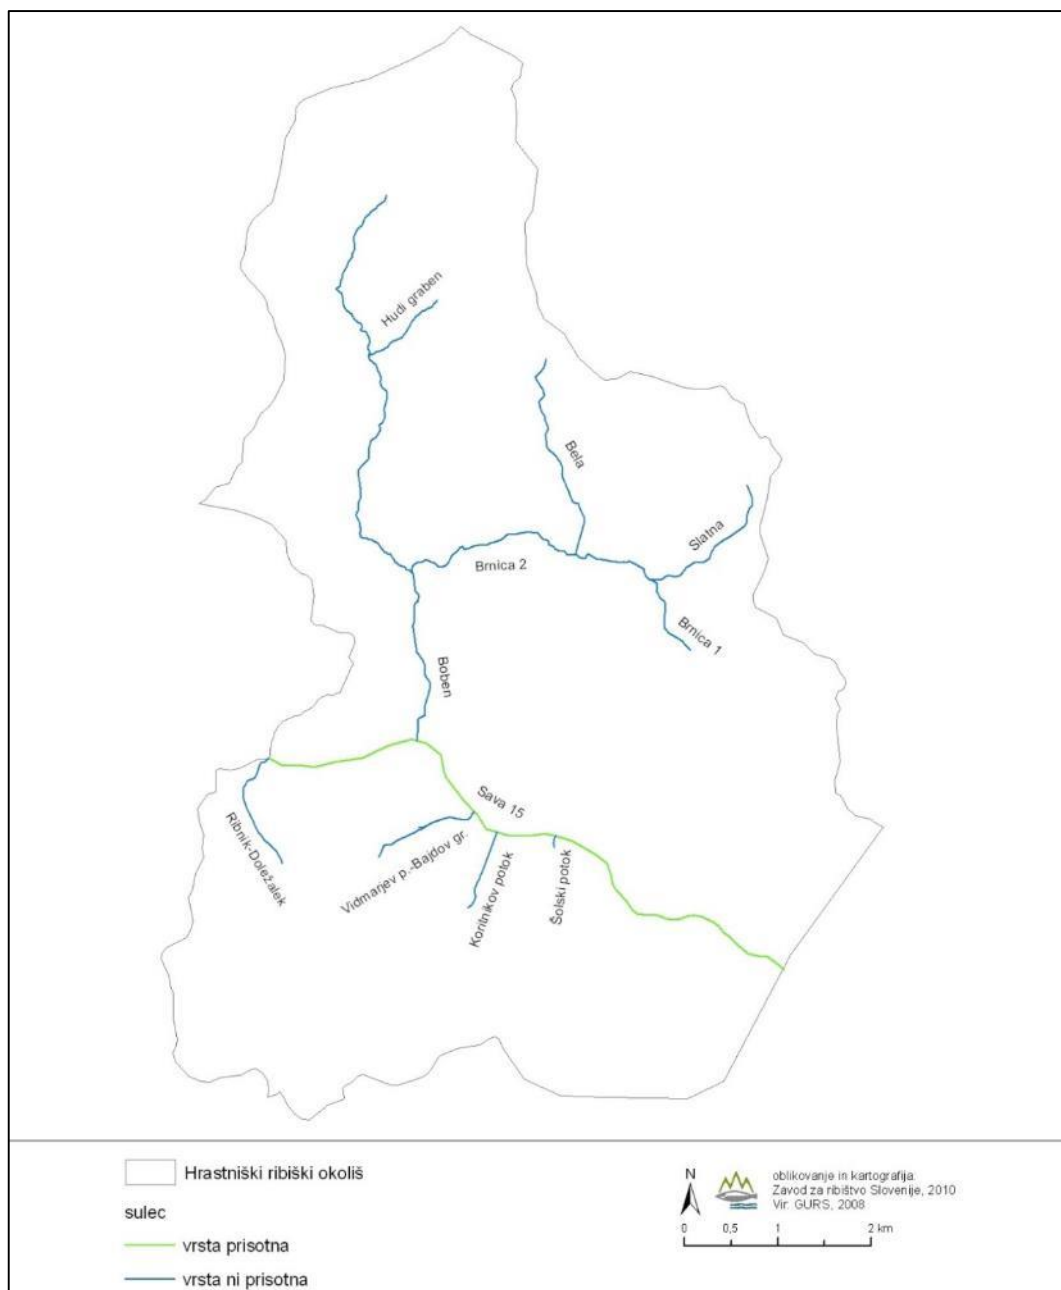 Hudi graben
Bela
Slatna
Brnica 2
Brnica 1
Boben
Sava 15
Ribnik-Doležalek
Vidmarjev p.-Bajdov gr.
Koritnikov potok
Šolski potok
Hrastniški ribiški okoliš
sulec
vrsta prisotna
vrsta ni prisotna
N
oblikovanje in kartografija:
Zavod za ribištvo Slovenije, 2010
Vir: GURS, 2008
0 0,5 1 2 km